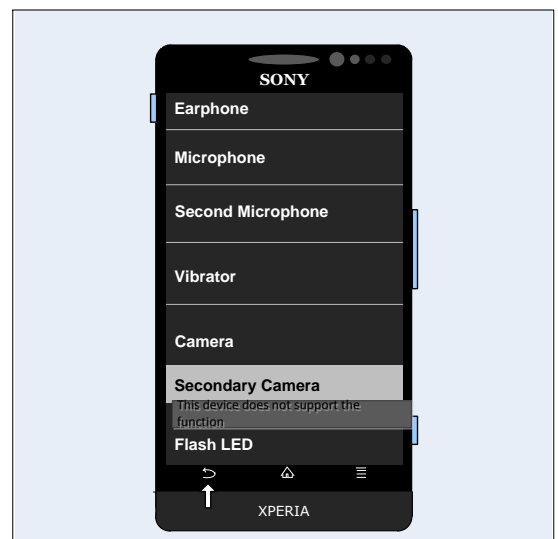 SONY
Earphone
Microphone
Second Microphone
Vibrator
Camera
Secondary Camera
This device does not support the
function
Flash LED
XPERIA